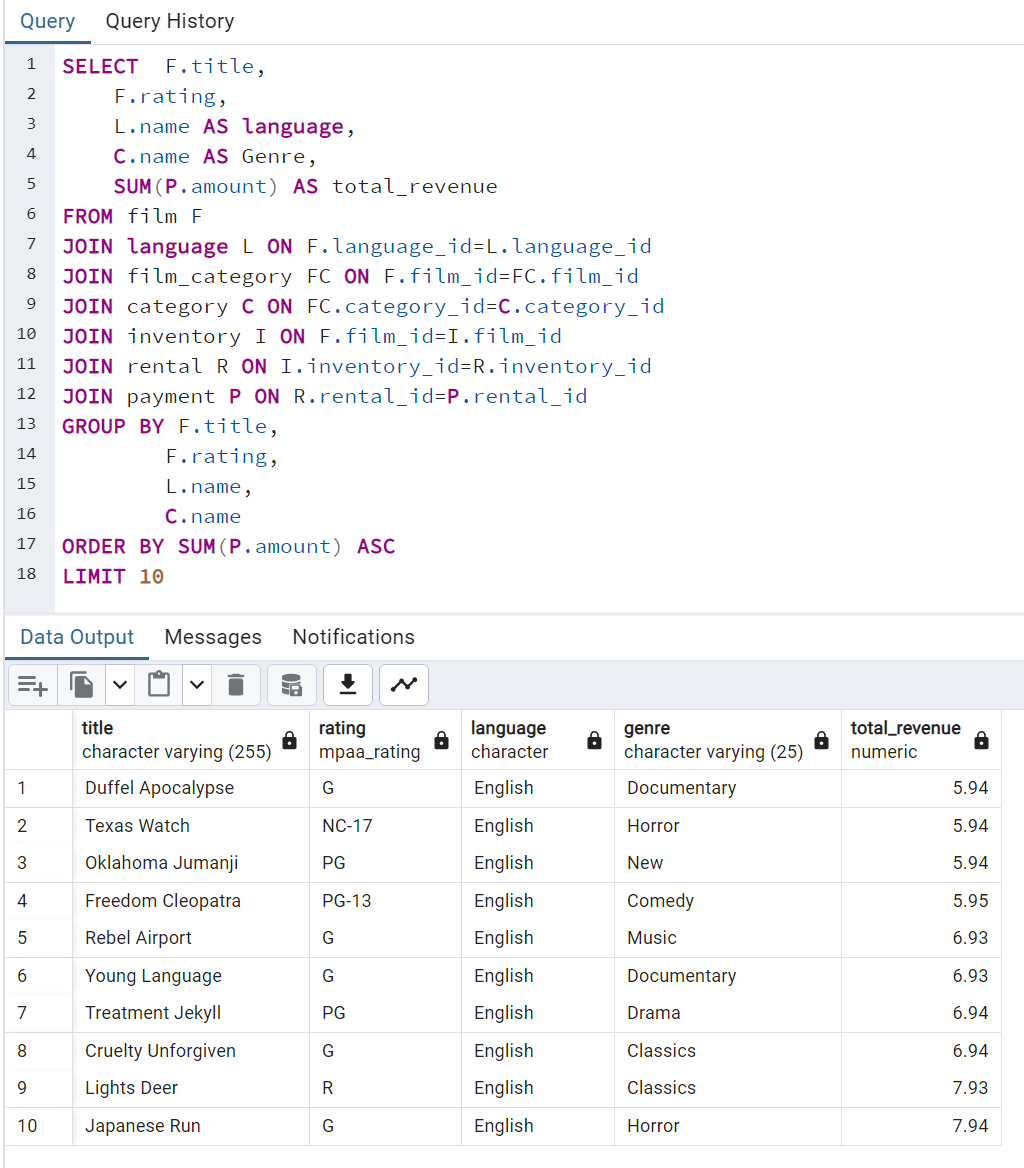 Query Query History
1 SELECT  F.title,
2     F.rating,
3     L.name AS language,
4     C.name AS Genre,
5     SUM(P.amount) AS total_revenue
6 FROM film F
7 JOIN language L ON F.language_id=L.language_id
8 JOIN film_category FC ON F.film_id=FC.film_id
9 JOIN category C ON FC.category_id=C.category_id
10 JOIN inventory I ON F.film_id=I.film_id
11 JOIN rental R ON I.inventory_id=R.inventory_id
12 JOIN payment P ON R.rental_id=P.rental_id
13 GROUP BY F.title,
14         F.rating,
15         L.name,
16         C.name
17 ORDER BY SUM(P.amount) ASC
18 LIMIT 10
Data Output Messages Notifications
title rating language genre total_revenue
character varying (255) mpaa_rating character character varying (25) numeric
1 Duffel Apocalypse G English Documentary 5.94
2 Texas Watch NC-17 English Horror 5.94
3 Oklahoma Jumanji PG English New 5.94
4 Freedom Cleopatra PG-13 English Comedy 5.95
5 Rebel Airport G English Music 6.93
6 Young Language G English Documentary 6.93
7 Treatment Jekyll PG English Drama 6.94
8 Cruelty Unforgiven G English Classics 6.94
9 Lights Deer R English Classics 7.93
10 Japanese Run G English Horror 7.94